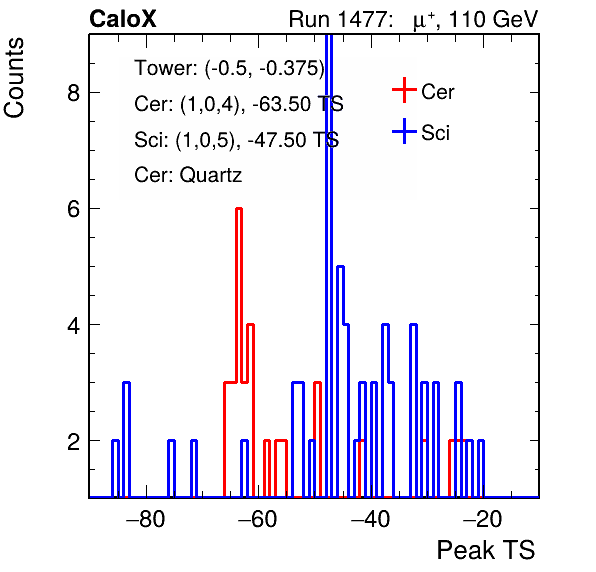 CaloX Run 1477: μ⁺, 110 GeV
Counts
Tower: (-0.5, -0.375)
Cer: (1,0,4), -63.50 TS
Sci: (1,0,5), -47.50 TS
Cer: Quartz
Cer
Sci
8
6
4
2
−80 −60 −40 −20
Peak TS